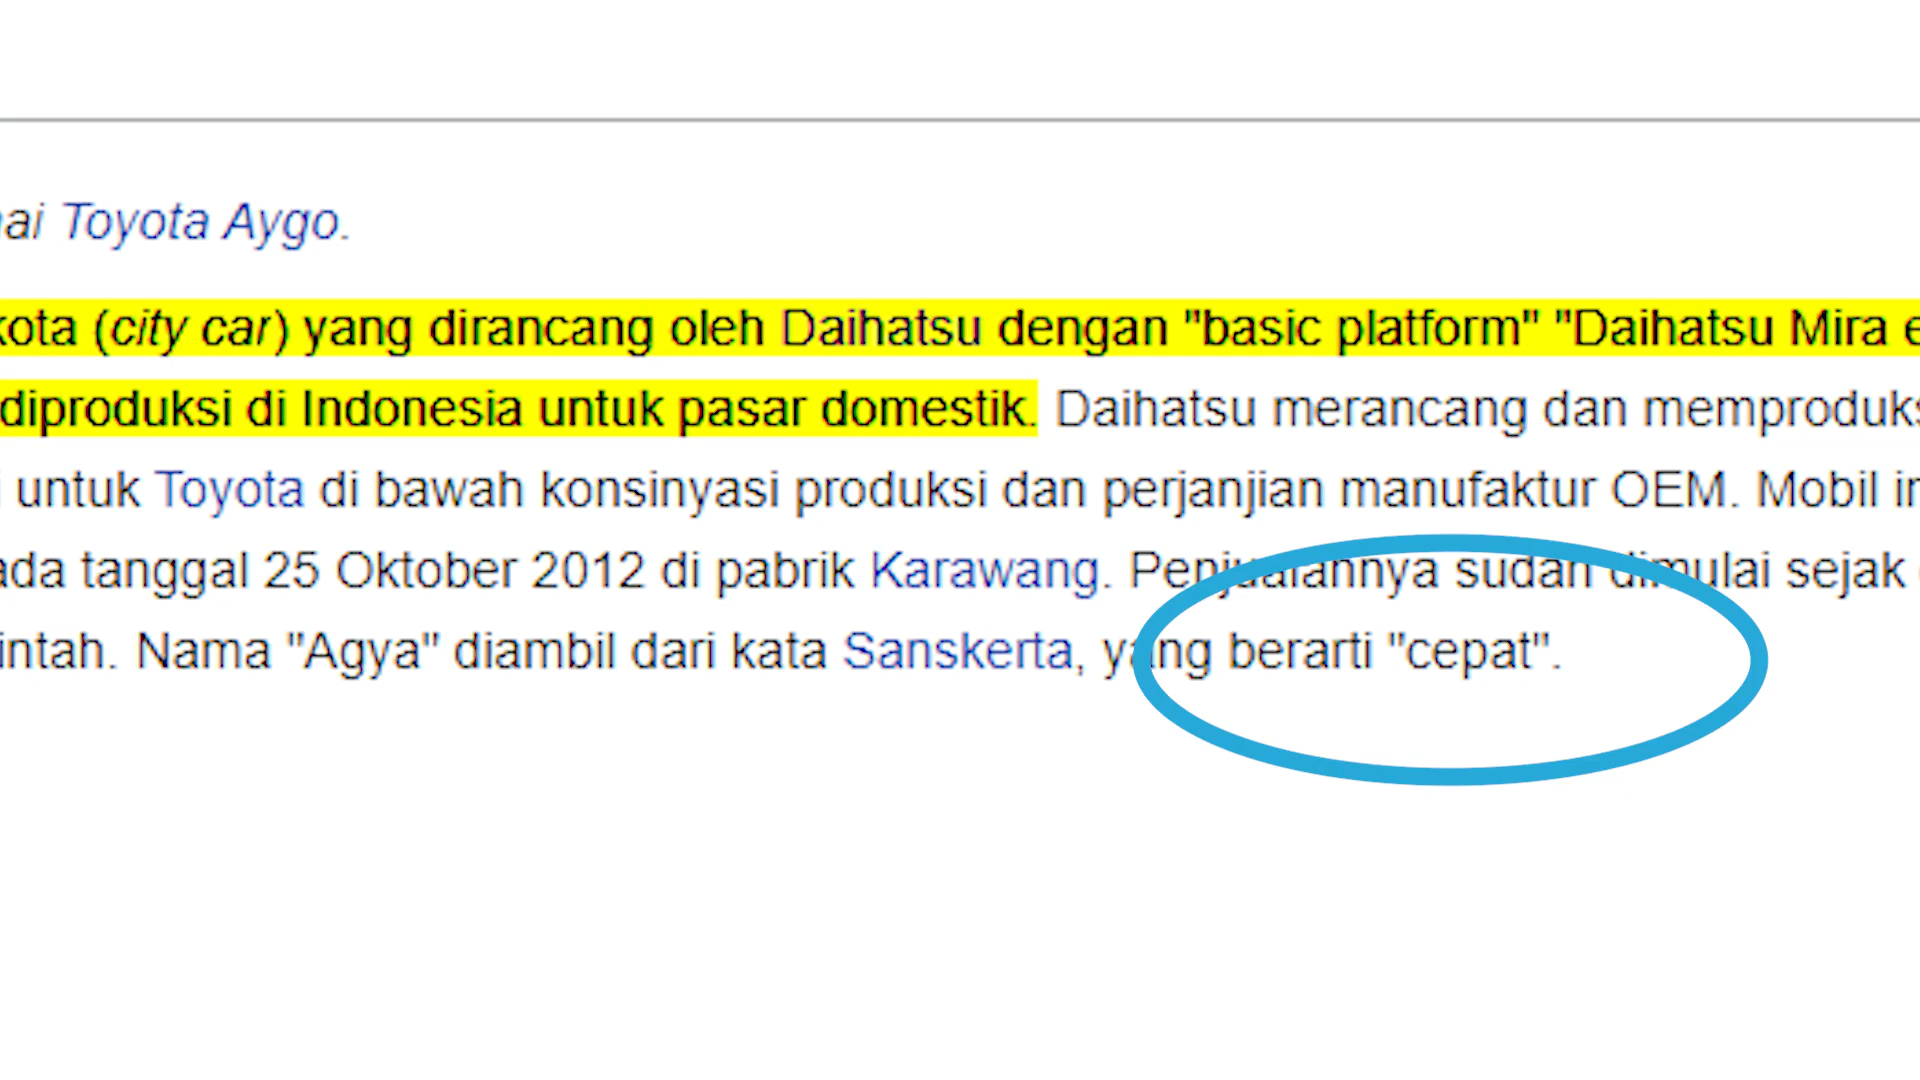 ai Toyota Aygo.
kota (city car) yang dirancang oleh Daihatsu dengan "basic platform" "Daihatsu Mira e
diproduksi di Indonesia untuk pasar domestik. Daihatsu merancang dan memproduks
i untuk Toyota di bawah konsinyasi produksi dan perjanjian manufaktur OEM. Mobil in
ada tanggal 25 Oktober 2012 di pabrik Karawang. Penjualannya sudah dimulai sejak
intah. Nama "Agya" diambil dari kata Sanskerta, yang berarti "cepat".